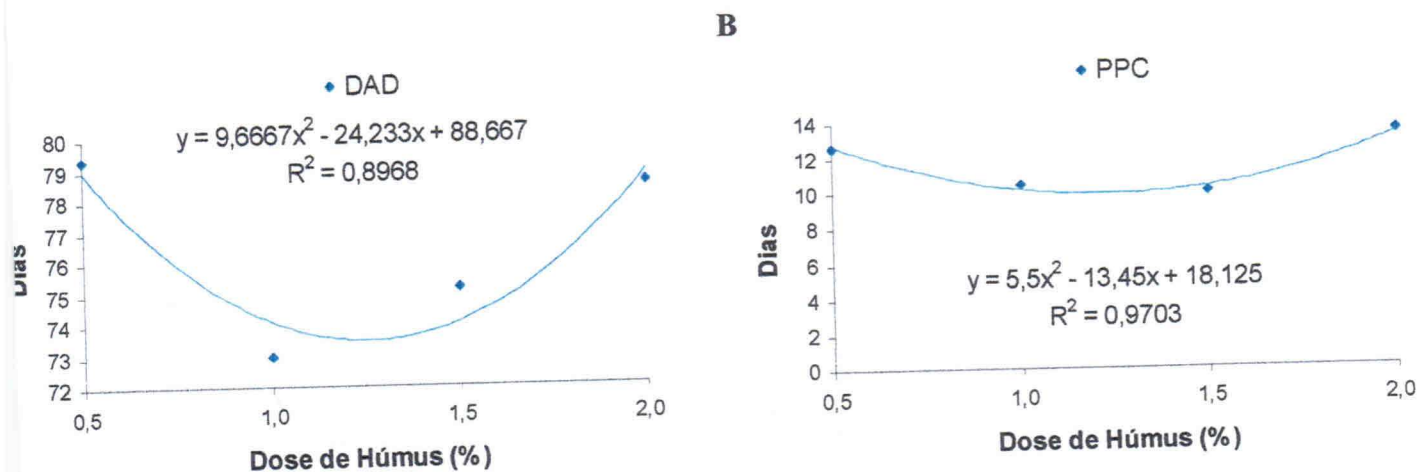 B
DAD
y = 9,6667x² - 24,233x + 88,667
R² = 0,8968
80
79
78
77
76
75
74
73
72
Dias
0,5
1,0
1,5
2,0
Dose de Húmus (%)
PPC
14
12
10
8
6
4
2
0
Dias
y = 5,5x² - 13,45x + 18,125
R² = 0,9703
0,5
1,0
1,5
2,0
Dose de Húmus (%)